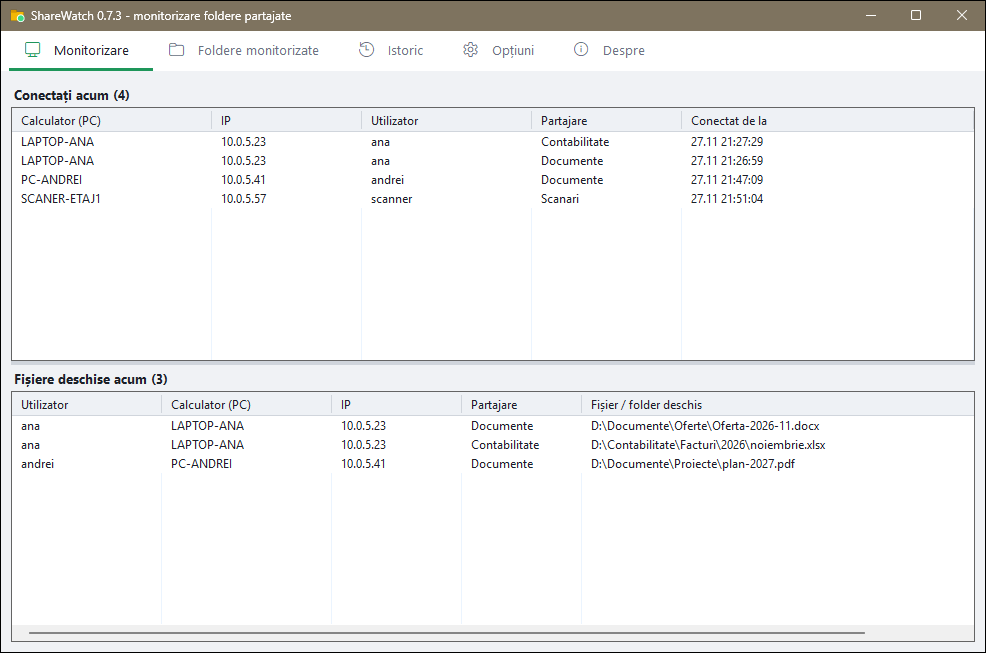 ShareWatch 0.7.3 - monitorizare foldere partajate
Monitorizare Foldere monitorizate Istoric Opțiuni Despre
Conectați acum (4)
Calculator (PC) IP Utilizator Partajare Conectat de la
LAPTOP-ANA 10.0.5.23 ana Contabilitate 27.11 21:27:29
LAPTOP-ANA 10.0.5.23 ana Documente 27.11 21:26:59
PC-ANDREI 10.0.5.41 andrei Documente 27.11 21:47:09
SCANER-ETAJ1 10.0.5.57 scanner Scanari 27.11 21:51:04
Fișiere deschise acum (3)
Utilizator Calculator (PC) IP Partajare Fișier / folder deschis
ana LAPTOP-ANA 10.0.5.23 Documente D:\Documente\Oferte\Oferta-2026-11.docx
ana LAPTOP-ANA 10.0.5.23 Contabilitate D:\Contabilitate\Facturi\2026\noiembrie.xlsx
andrei PC-ANDREI 10.0.5.41 Documente D:\Documente\Proiecte\plan-2027.pdf